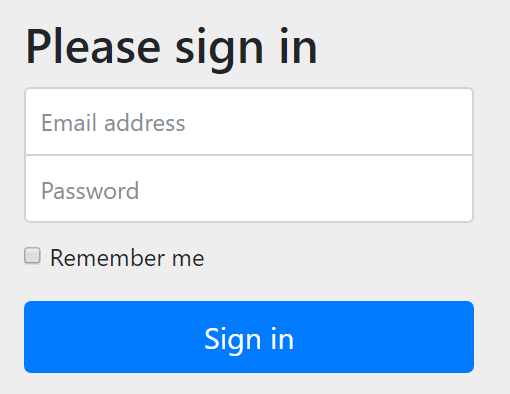 Please sign in
Email address
Password
Remember me
Sign in